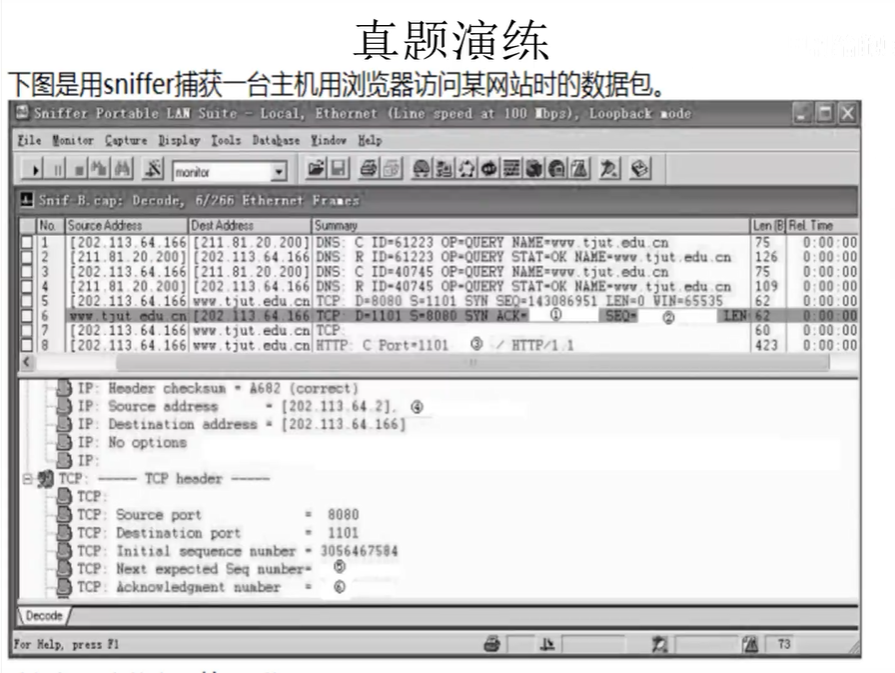 真题演练
下图是用sniffer捕获一台主机用浏览器访问某网站时的数据包。
Sniffer Portable LAN Suite - Local, Ethernet (Line speed at 100 Mbps), Loopback mode
File Monitor Capture Display Tools Database Window Help
monitor
Snif-B.cap: Decode, 6/266 Ethernet Frames
No. Source Address Dest Address Summary Len (B) Rel. Time
1 [202.113.64.166 [211.81.20.200] DNS: C ID=61223 OP=QUERY NAME=www.tjut.edu.cn 75 0:00:00
2 [211.81.20.200] [202.113.64.166 DNS: R ID=61223 OP=QUERY STAT=OK NAME=www.tjut.edu.cn 126 0:00:00
3 [202.113.64.166 [211.81.20.200] DNS: C ID=40745 OP=QUERY NAME=www.tjut.edu.cn 75 0:00:00
4 [211.81.20.200] [202.113.64.166 DNS: R ID=40745 OP=QUERY STAT=OK NAME=www.tjut.edu.cn 109 0:00:00
5 [202.113.64.166 www.tjut.edu.cn TCP: D=8080 S=1101 SYN SEQ=143086951 LEN=0 WIN=65535 62 0:00:00
6 www.tjut.edu.cn [202.113.64.166 TCP: D=1101 S=8080 SYN ACK= ① SEQ= ② LEN 62 0:00:00
7 [202.113.64.166 www.tjut.edu.cn TCP: 60 0:00:00
8 [202.113.64.166 www.tjut.edu.cn HTTP: C Port=1101 ③ / HTTP/1.1 423 0:00:00
IP: Header checksum = A682 (correct)
IP: Source address = [202.113.64.2], ④
IP: Destination address = [202.113.64.166]
IP: No options
IP:
TCP: ----- TCP header -----
TCP:
TCP: Source port = 8080
TCP: Destination port = 1101
TCP: Initial sequence number = 3056467584
TCP: Next expected Seq number= ⑤
TCP: Acknowledgment number = ⑥
Decode
For Help, press F1
73